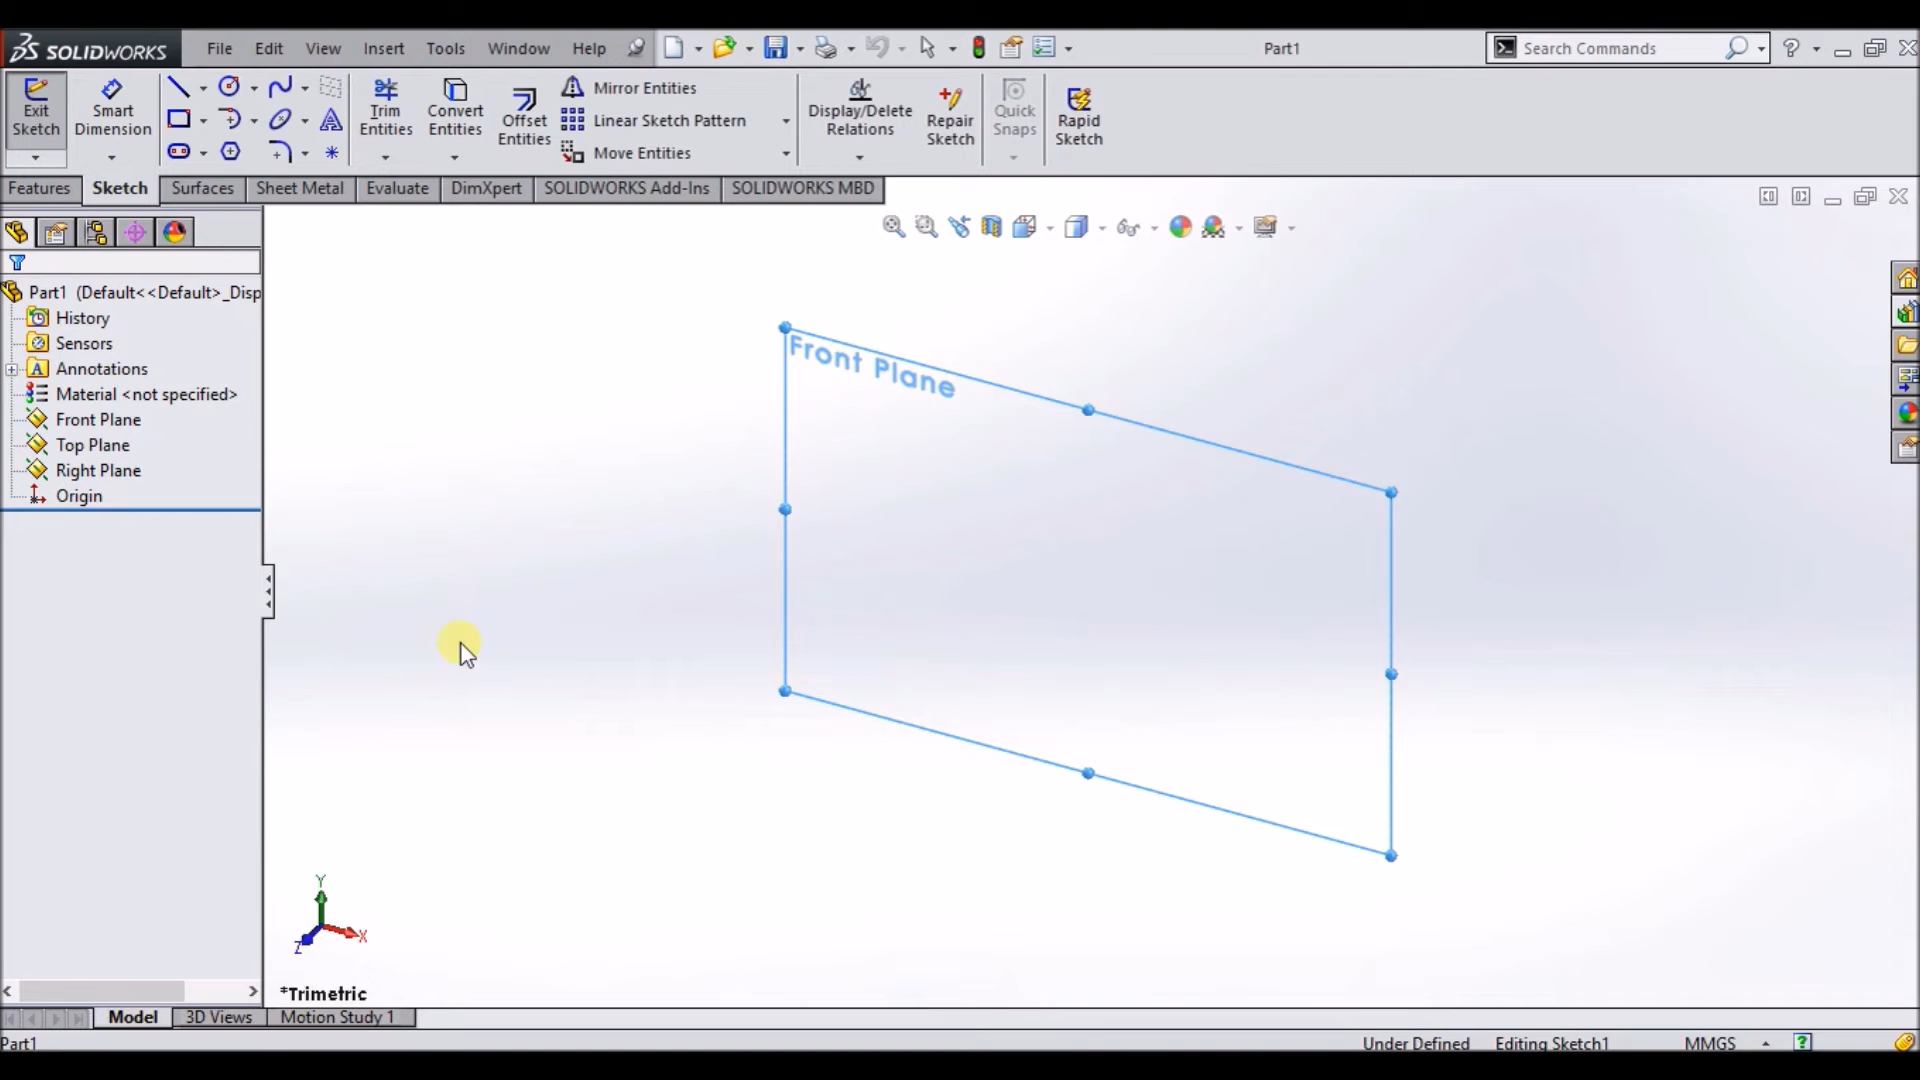 SOLIDWORKS File Edit View Insert Tools Window Help Part1 Search Commands
Exit Sketch
Smart Dimension
Trim Entities
Convert Entities
Offset Entities
Mirror Entities
Linear Sketch Pattern
Move Entities
Display/Delete Relations
Repair Sketch
Quick Snaps
Rapid Sketch
Features Sketch Surfaces Sheet Metal Evaluate DimXpert SOLIDWORKS Add-Ins SOLIDWORKS MBD
Part1 (Default<<Default>_Disp
History
Sensors
Annotations
Material <not specified>
Front Plane
Top Plane
Right Plane
Origin
Front Plane
Y
X
Z
*Trimetric
Model 3D Views Motion Study 1
Part1 Under Defined Editing Sketch1 MMGS